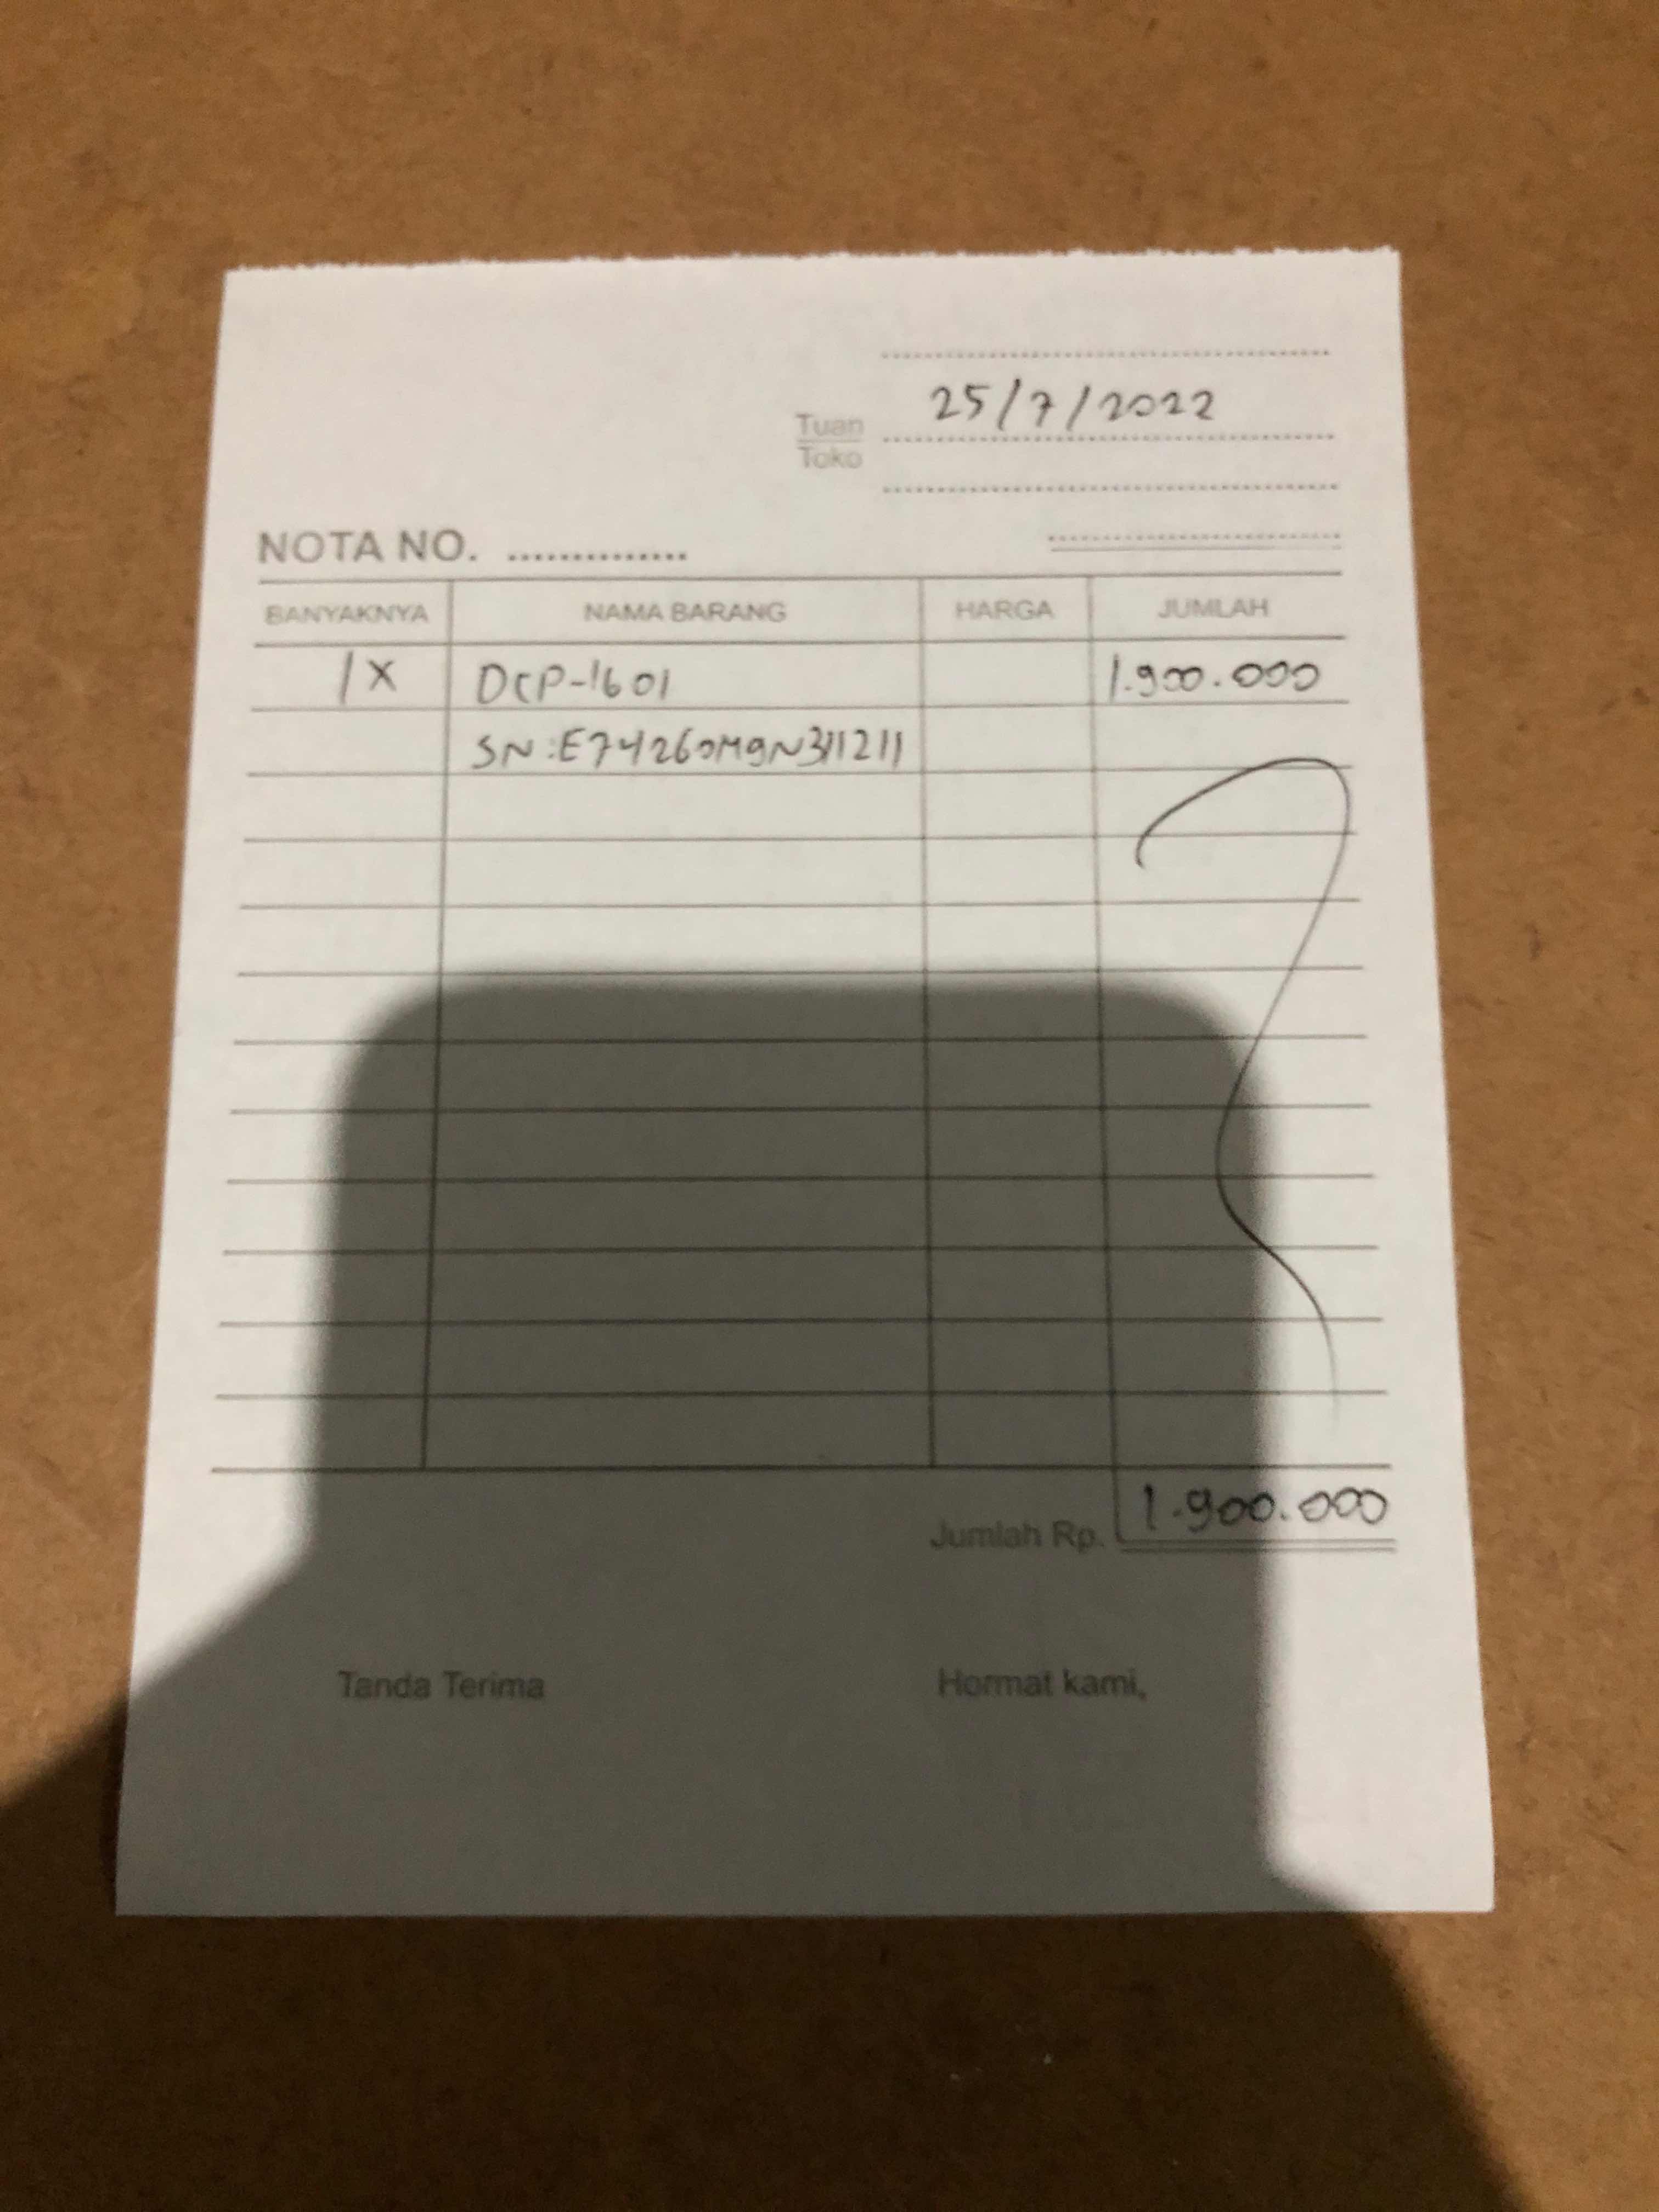 25/7/2022
Tuan
Toko
NOTA NO. ..............
BANYAKNYA NAMA BARANG HARGA JUMLAH
1X DCP-1601 1.900.000
SN:E74260M9N311211
Jumlah Rp. 1.900.000
Tanda Terima Hormat kami,